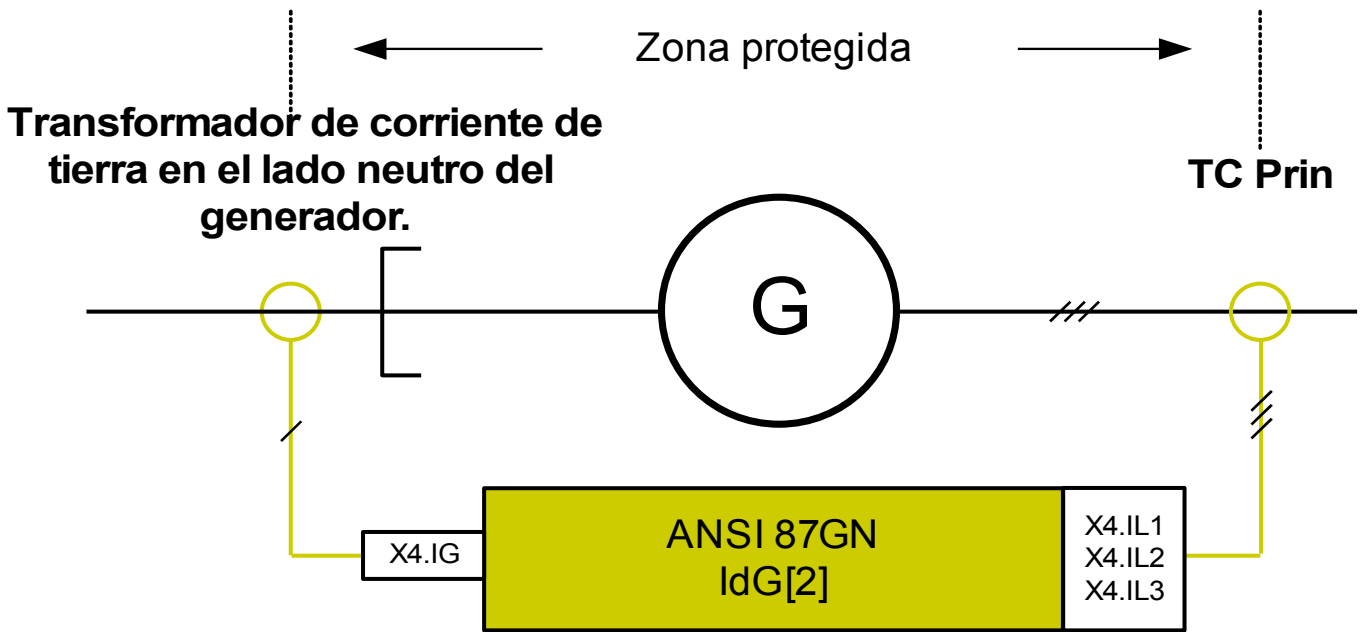 Zona protegida
Transformador de corriente de
tierra en el lado neutro del
generador.
TC Prin
G
X4.IG
ANSI 87GN
IdG[2]
X4.IL1
X4.IL2
X4.IL3